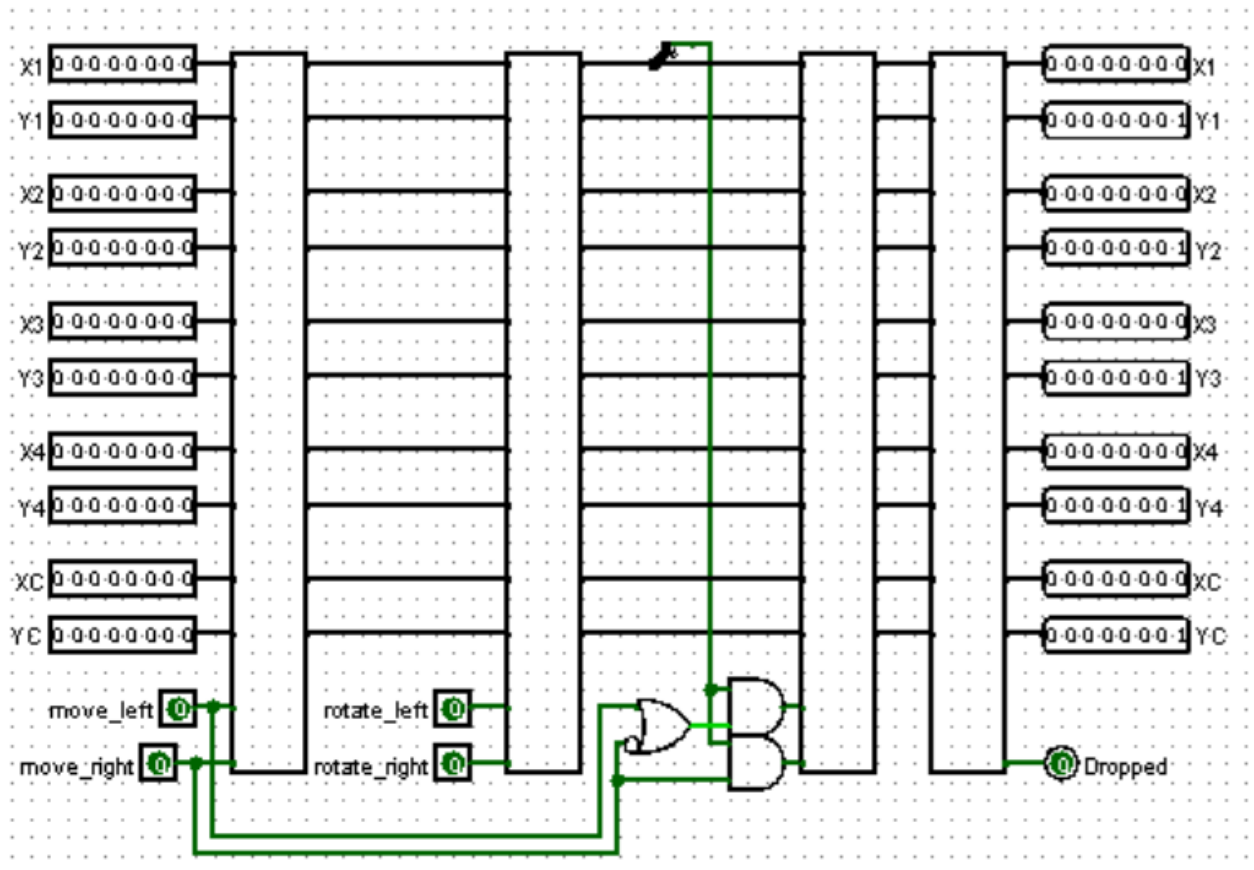 X1 0 0 0 0 0 0 0 0 0 0 0 0 0 0 0 0 X1
Y1 0 0 0 0 0 0 0 0 0 0 0 0 0 0 0 1 Y1
X2 0 0 0 0 0 0 0 0 0 0 0 0 0 0 0 0 X2
Y2 0 0 0 0 0 0 0 0 0 0 0 0 0 0 0 1 Y2
X3 0 0 0 0 0 0 0 0 0 0 0 0 0 0 0 0 X3
Y3 0 0 0 0 0 0 0 0 0 0 0 0 0 0 0 1 Y3
X4 0 0 0 0 0 0 0 0 0 0 0 0 0 0 0 0 X4
Y4 0 0 0 0 0 0 0 0 0 0 0 0 0 0 0 1 Y4
XC 0 0 0 0 0 0 0 0 0 0 0 0 0 0 0 0 XC
YC 0 0 0 0 0 0 0 0 0 0 0 0 0 0 0 1 YC
move_left 0 rotate_left 0
move_right 0 rotate_right 0 0 Dropped